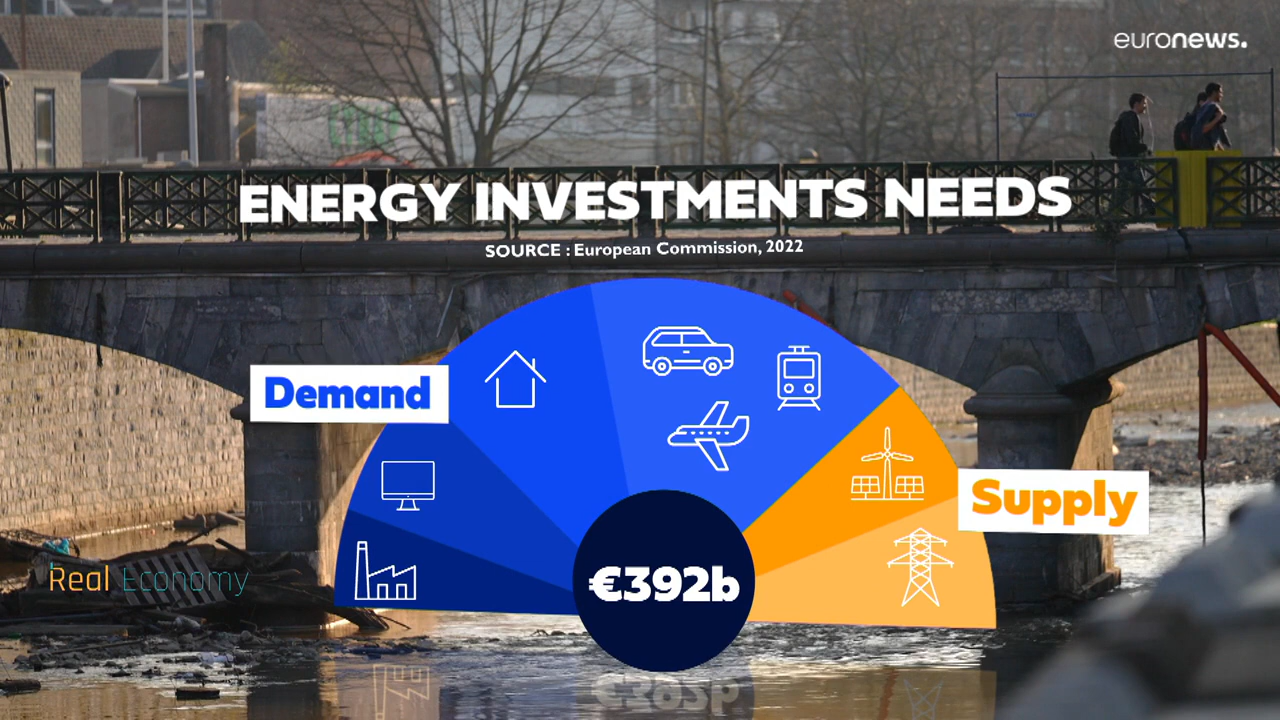 euronews.
ENERGY INVESTMENTS NEEDS
SOURCE : European Commission, 2022
Demand
Supply
€392b
Real Economy